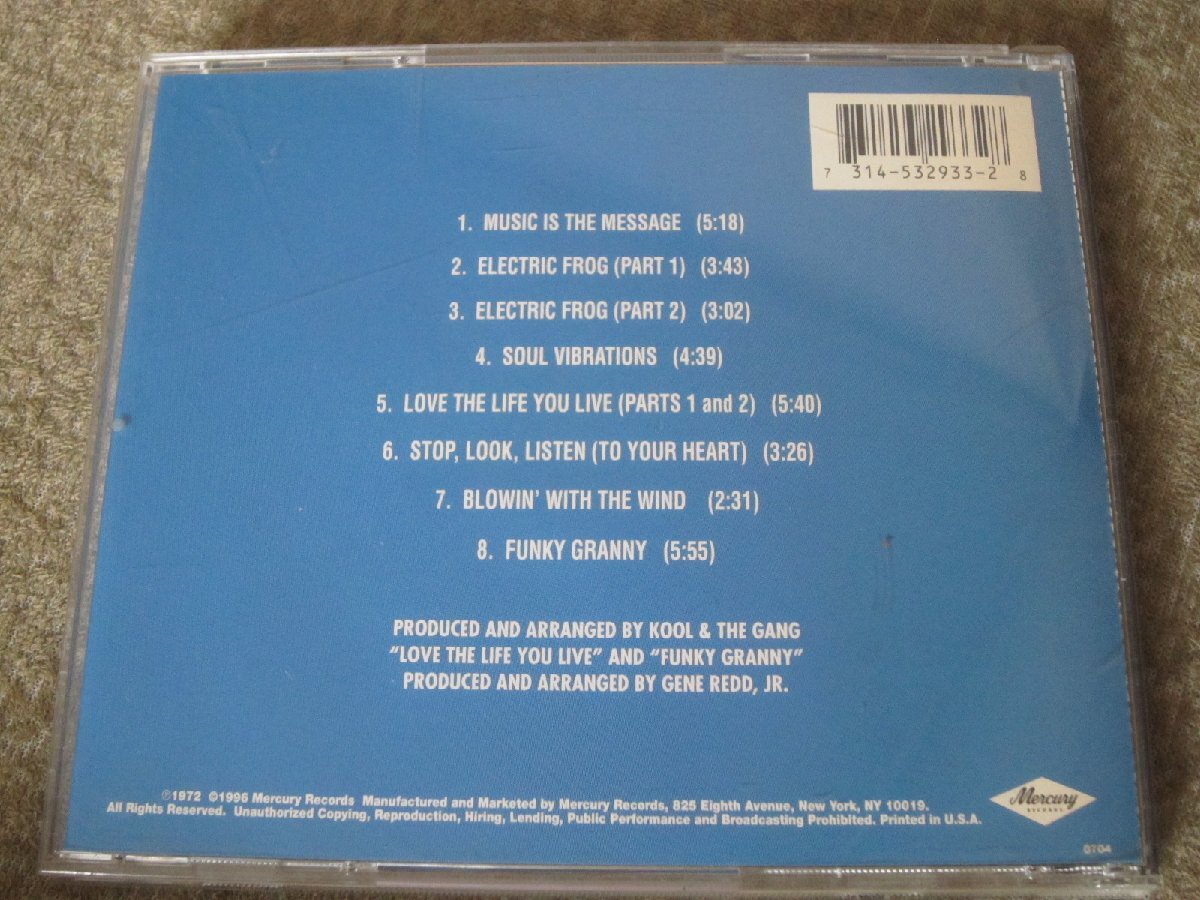 7 314-532933-2 8
1. MUSIC IS THE MESSAGE (5:18)
2. ELECTRIC FROG (PART 1) (3:43)
3. ELECTRIC FROG (PART 2) (3:02)
4. SOUL VIBRATIONS (4:39)
5. LOVE THE LIFE YOU LIVE (PARTS 1 and 2) (5:40)
6. STOP, LOOK, LISTEN (TO YOUR HEART) (3:26)
7. BLOWIN' WITH THE WIND (2:31)
8. FUNKY GRANNY (5:55)
PRODUCED AND ARRANGED BY KOOL & THE GANG
"LOVE THE LIFE YOU LIVE" AND "FUNKY GRANNY"
PRODUCED AND ARRANGED BY GENE REDD, JR.
℗1972 ©1996 Mercury Records Manufactured and Marketed by Mercury Records, 825 Eighth Avenue, New York, NY 10019.
All Rights Reserved. Unauthorized Copying, Reproduction, Hiring, Lending, Public Performance and Broadcasting Prohibited. Printed in U.S.A.
Mercury
RECORDS
0704